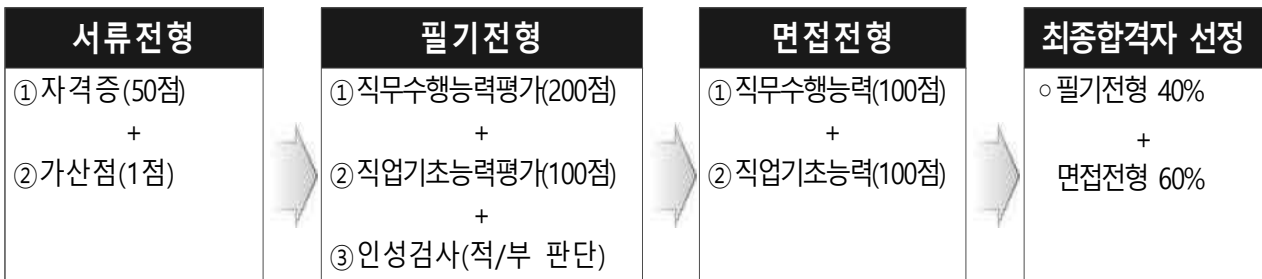 서류전형
①자격증(50점)
+
②가산점(1점)
필기전형
①직무수행능력평가(200점)
+
②직업기초능력평가(100점)
+
③인성검사(적/부 판단)
면접전형
①직무수행능력(100점)
+
②직업기초능력(100점)
최종합격자 선정
○필기전형 40%
+
면접전형 60%